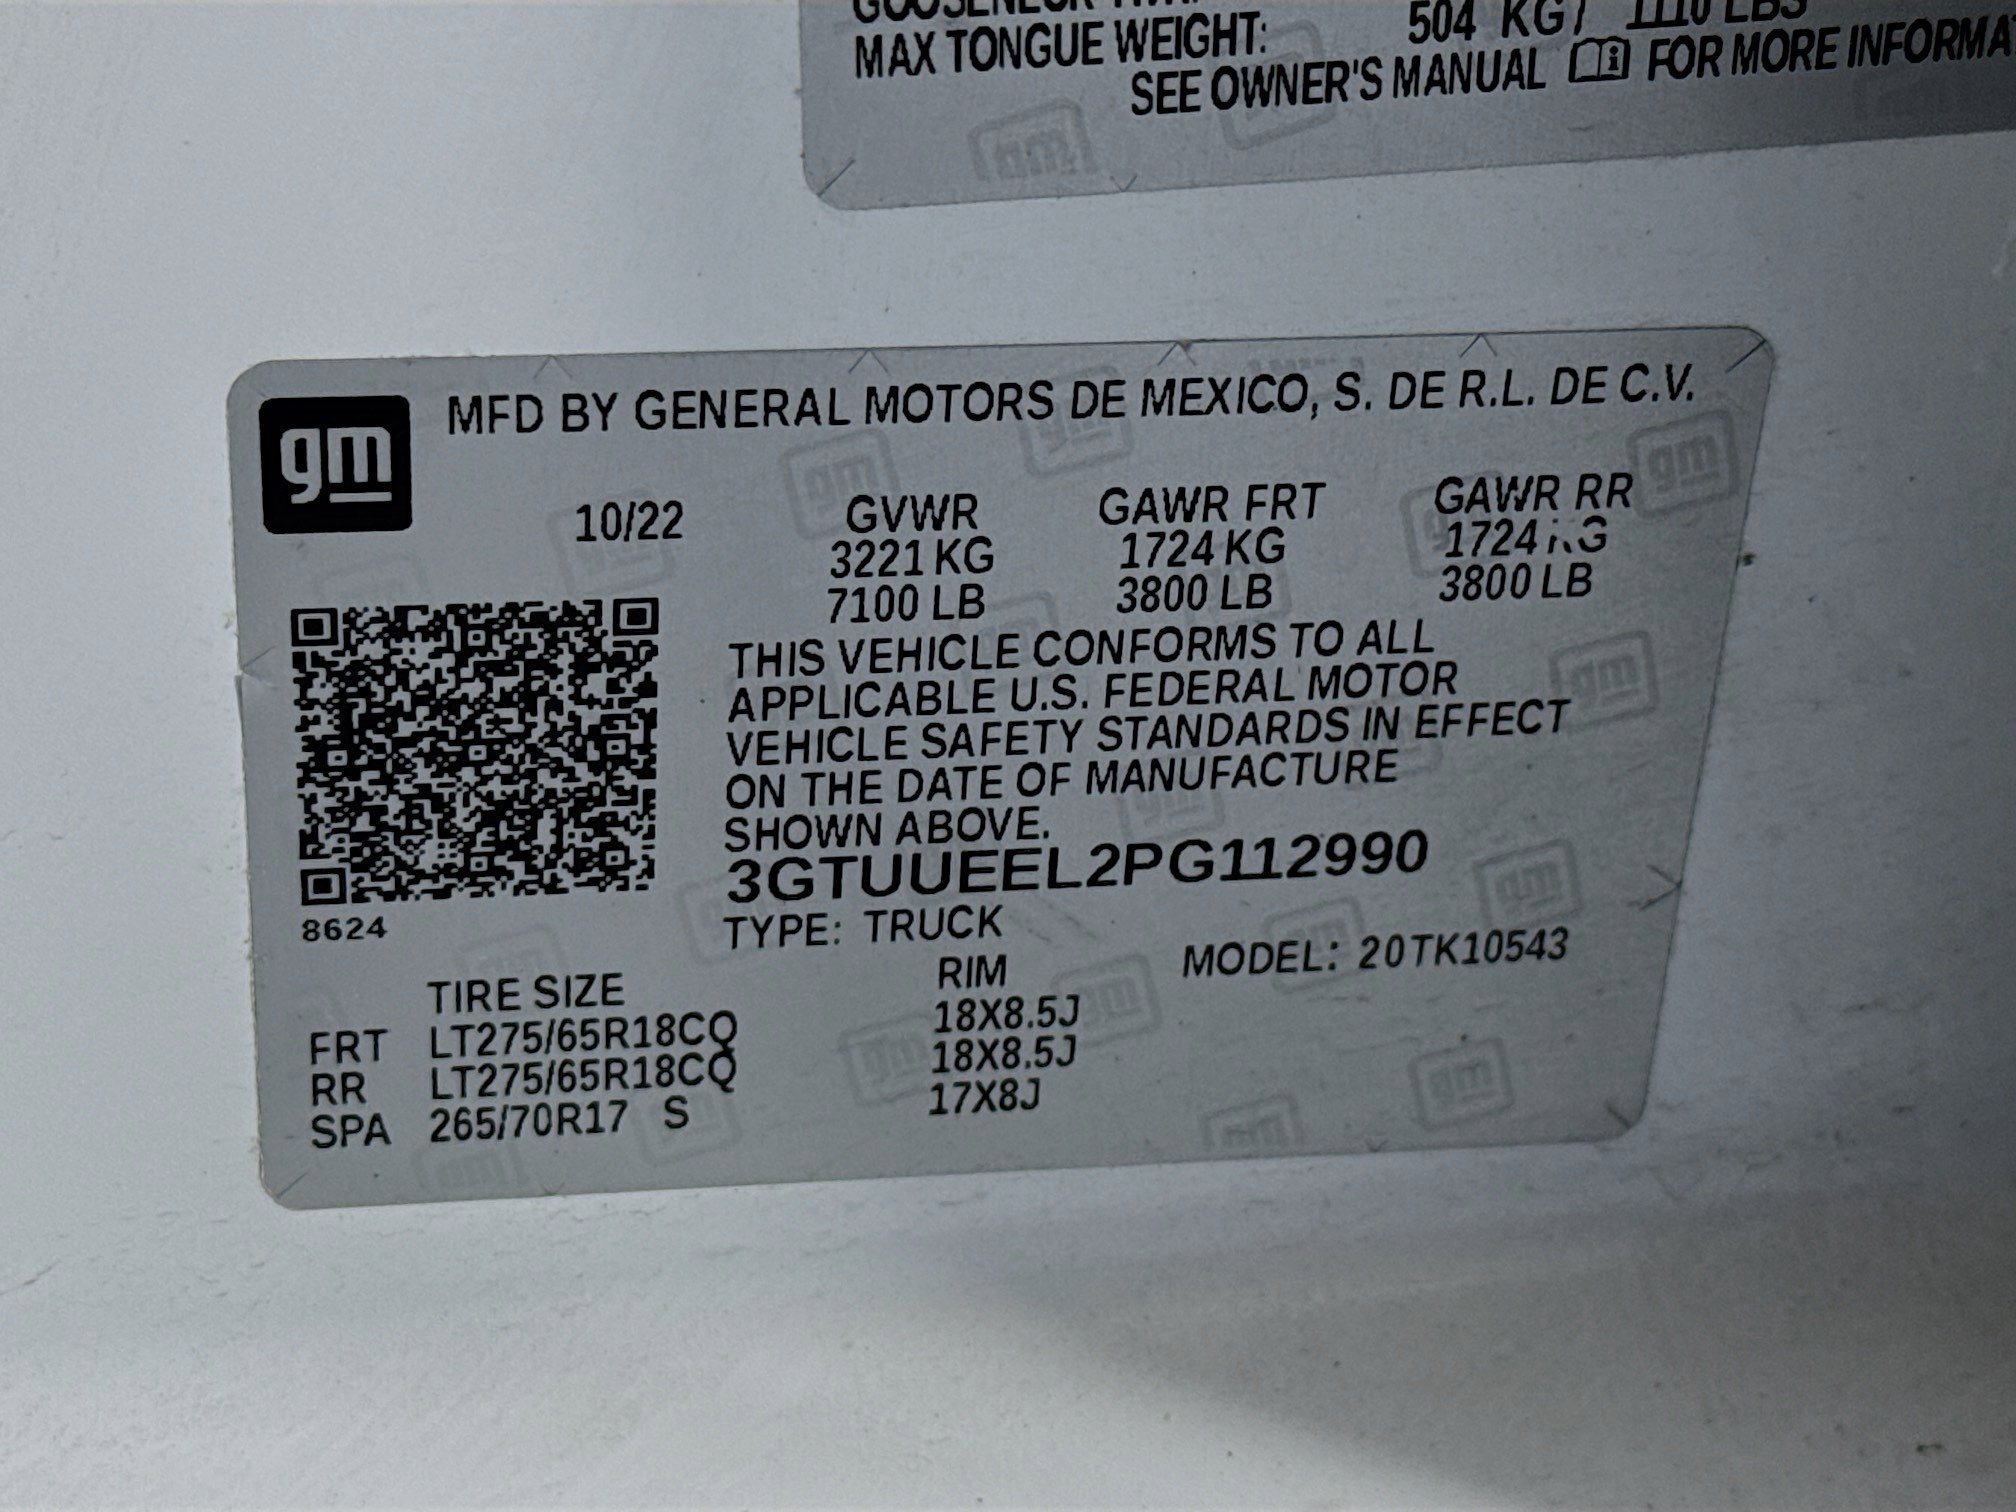 MAX TONGUE WEIGHT: 504 KG / 1110 LBS
SEE OWNER'S MANUAL FOR MORE INFORMA
gm
MFD BY GENERAL MOTORS DE MEXICO, S. DE R.L. DE C.V.
10/22 GVWR GAWR FRT GAWR RR
3221 KG 1724 KG 1724 KG
7100 LB 3800 LB 3800 LB
THIS VEHICLE CONFORMS TO ALL
APPLICABLE U.S. FEDERAL MOTOR
VEHICLE SAFETY STANDARDS IN EFFECT
ON THE DATE OF MANUFACTURE
SHOWN ABOVE.
3GTUUEEL2PG112990
8624
TYPE: TRUCK MODEL: 20TK10543
TIRE SIZE RIM
FRT LT275/65R18CQ 18X8.5J
RR LT275/65R18CQ 18X8.5J
SPA 265/70R17 S 17X8J